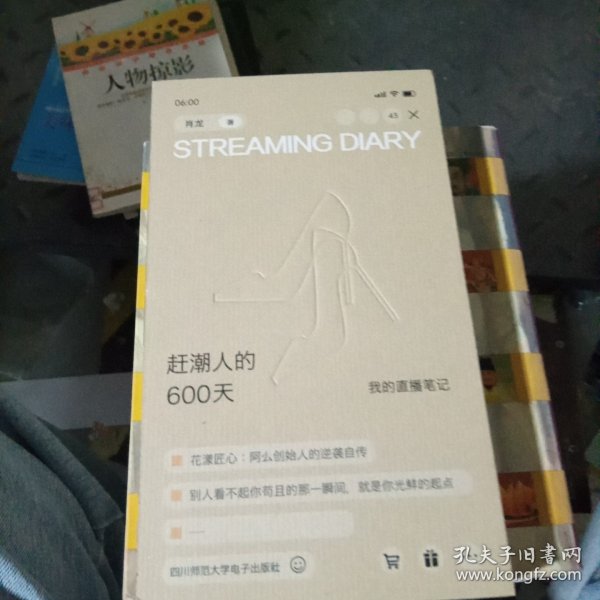 人物掠影
06:00
肖龙 著
43
STREAMING DIARY
赶潮人的
600天
我的直播笔记
花漾匠心：阿么创始人的逆袭自传
别人看不起你苟且的那一瞬间，就是你光鲜的起点
四川师范大学电子出版社
孔夫子旧书网
www.kongfz.com